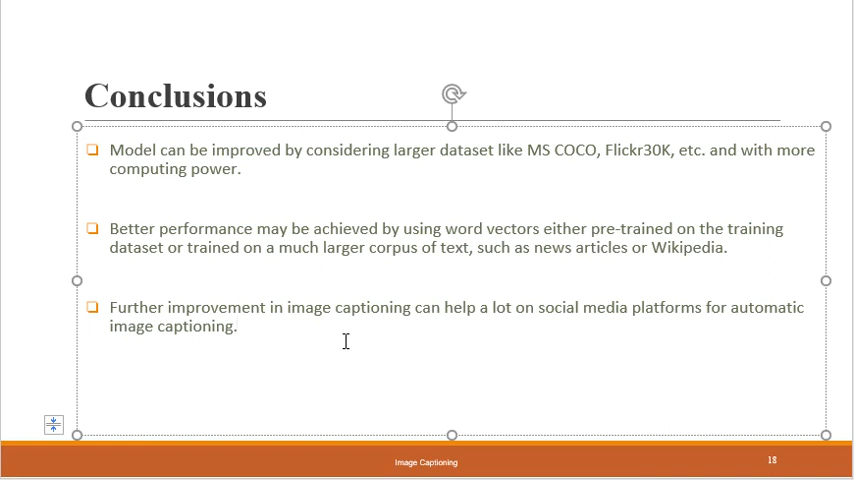 Conclusions
Model can be improved by considering larger dataset like MS COCO, Flickr30K, etc. and with more
computing power.
Better performance may be achieved by using word vectors either pre-trained on the training
dataset or trained on a much larger corpus of text, such as news articles or Wikipedia.
Further improvement in image captioning can help a lot on social media platforms for automatic
image captioning.
Image Captioning
18